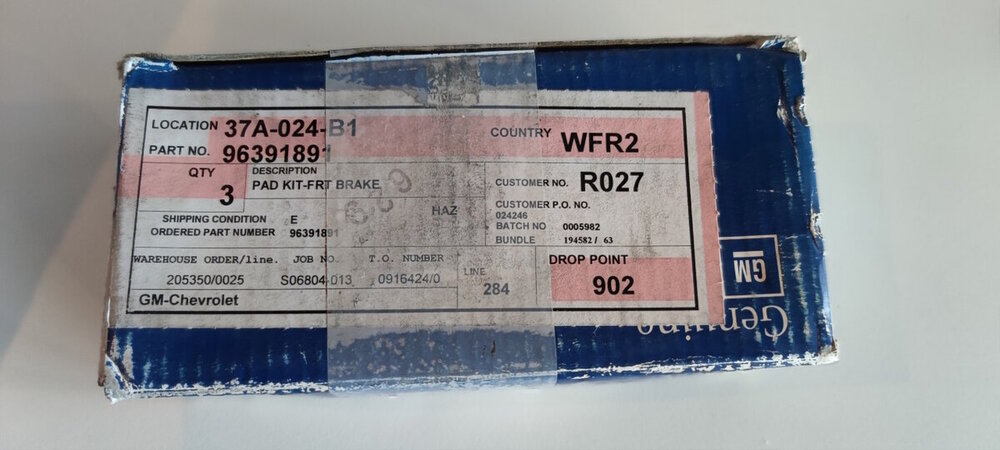 LOCATION 37A-024-B1
COUNTRY WFR2
PART NO. 96391891
QTY 3
DESCRIPTION
PAD KIT-FRT BRAKE
CUSTOMER NO. R027
HAZ
CUSTOMER P.O. NO.
024246
SHIPPING CONDITION E
BATCH NO 0005982
ORDERED PART NUMBER 96391891
BUNDLE 194582/ 63
WAREHOUSE ORDER/line. JOB NO. T.O. NUMBER
LINE
DROP POINT
205350/0025 S06804-013 0916424/0
284
902
GM-Chevrolet
GM
Genuine